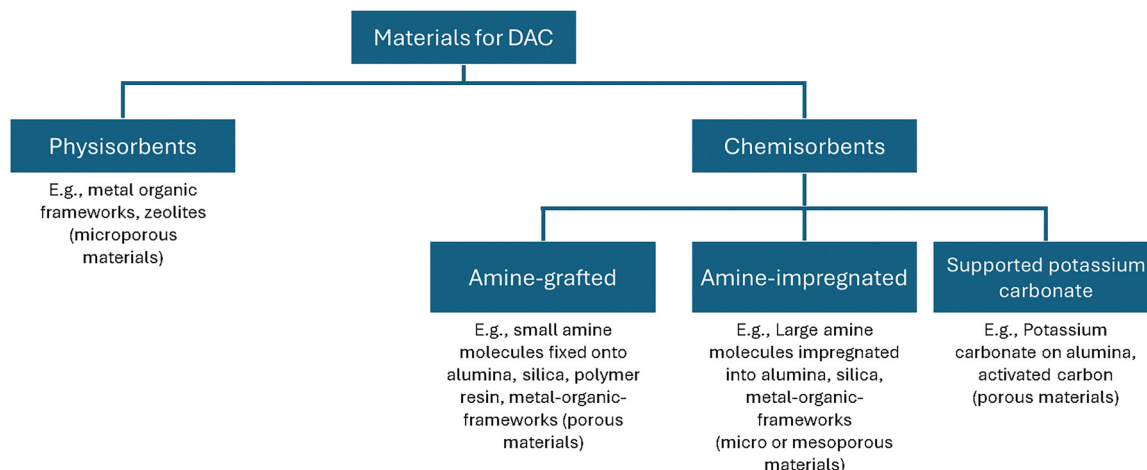 Materials for DAC
Physisorbents
E.g., metal organic
frameworks, zeolites
(microporous
materials)
Chemisorbents
Amine-grafted
E.g., small amine
molecules fixed onto
alumina, silica, polymer
resin, metal-organic-
frameworks (porous
materials)
Amine-impregnated
E.g., Large amine
molecules impregnated
into alumina, silica,
metal-organic-
frameworks
(micro or mesoporous
materials)
Supported potassium
carbonate
E.g., Potassium
carbonate on alumina,
activated carbon
(porous materials)